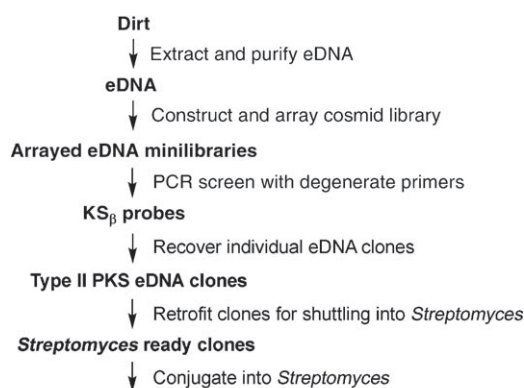 Dirt
Extract and purify eDNA
eDNA
Construct and array cosmid library
Arrayed eDNA minilibraries
PCR screen with degenerate primers
KSβ probes
Recover individual eDNA clones
Type II PKS eDNA clones
Retrofit clones for shuttling into Streptomyces
Streptomyces ready clones
Conjugate into Streptomyces